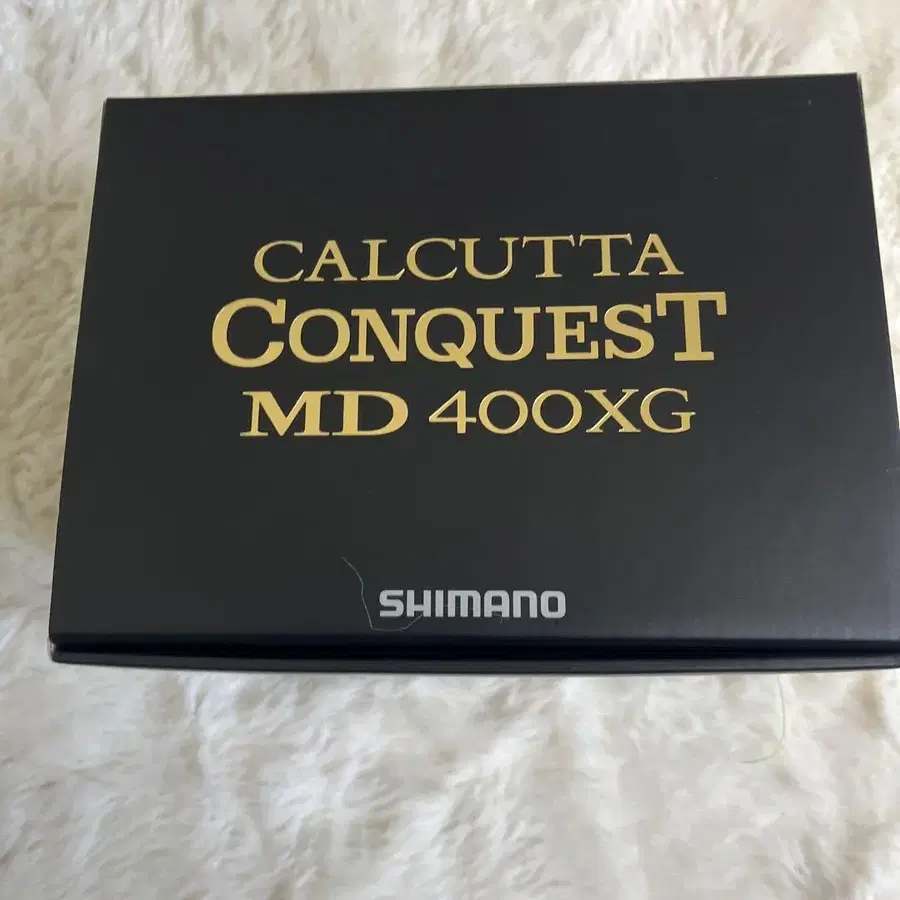 CALCUTTA
CONQUEST
MD 400XG
SHIMANO